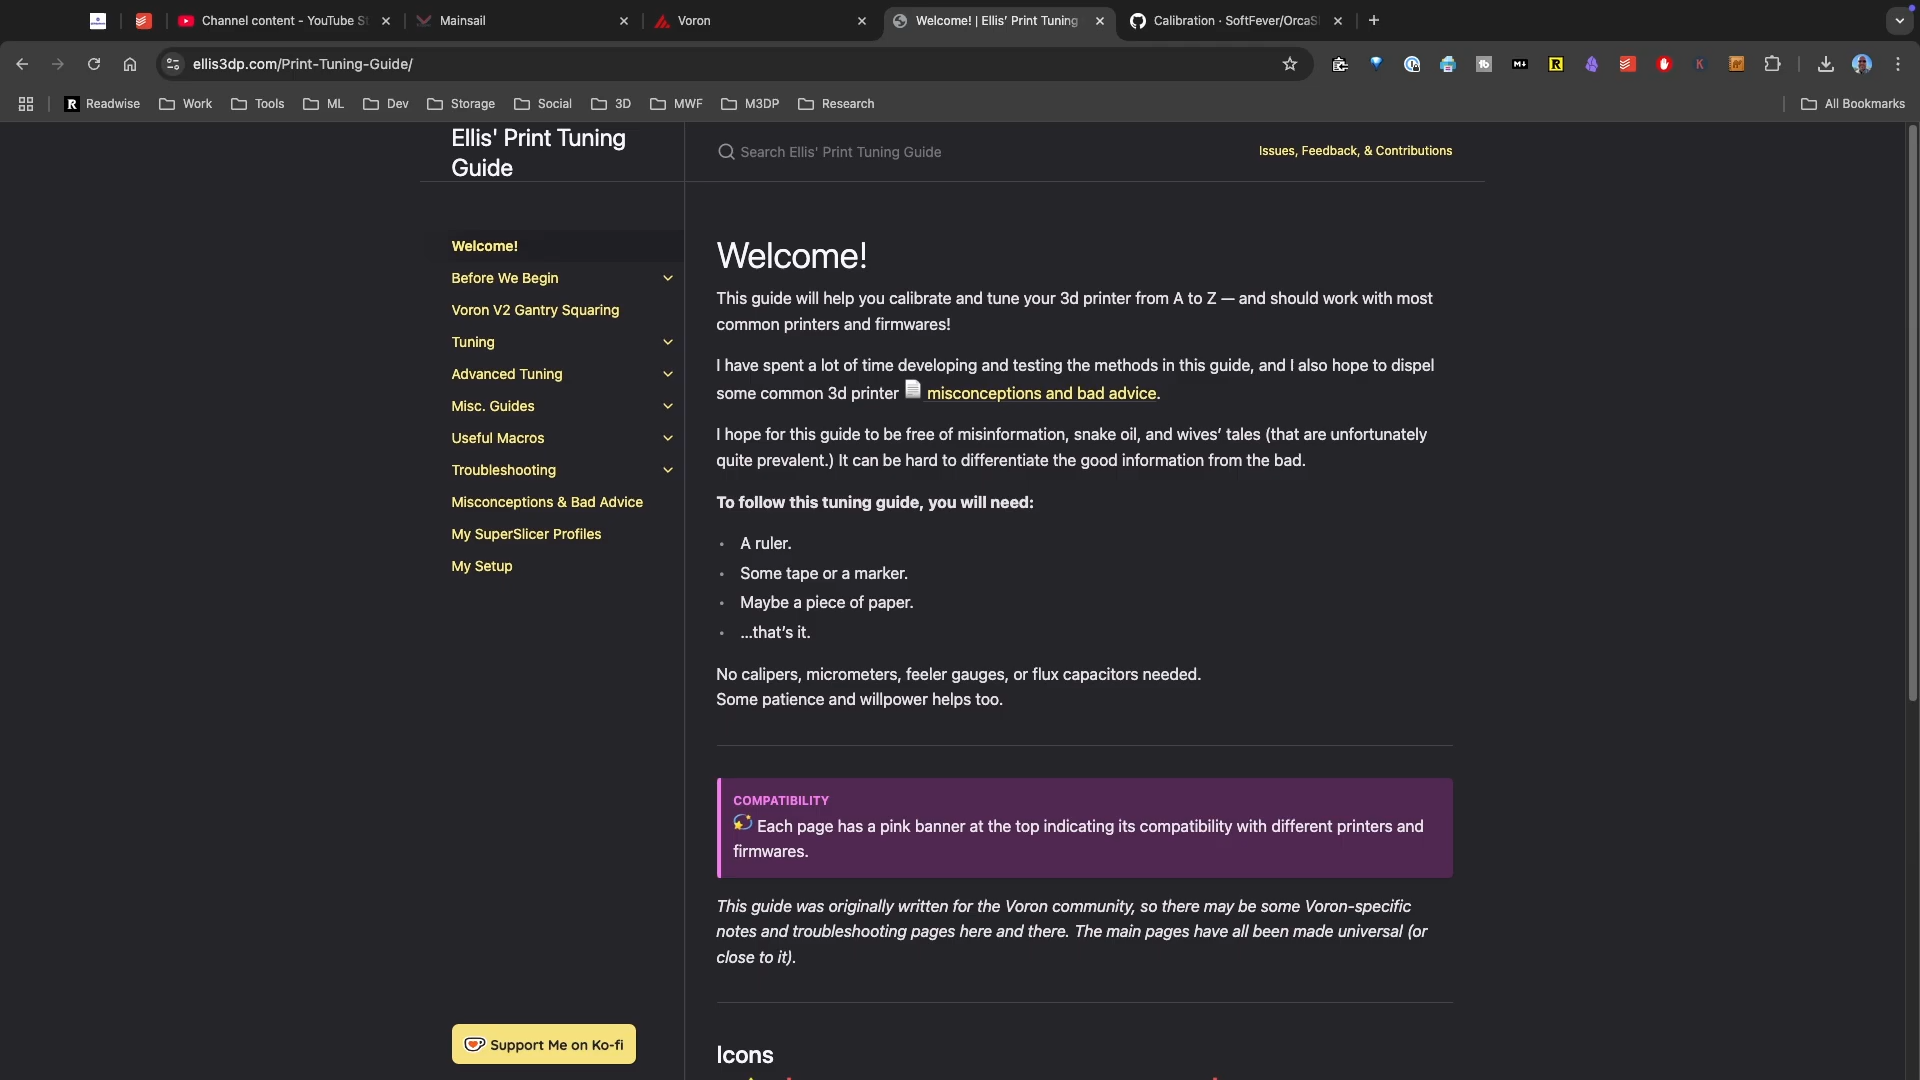 Channel content - YouTube St
Mainsail
Voron
Welcome! | Ellis' Print Tuning
Calibration · SoftFever/OrcaSl
ellis3dp.com/Print-Tuning-Guide/
Readwise
Work
Tools
ML
Dev
Storage
Social
3D
MWF
M3DP
Research
All Bookmarks
Ellis' Print Tuning
Guide
Search Ellis' Print Tuning Guide
Issues, Feedback, & Contributions
Welcome!
Before We Begin
Voron V2 Gantry Squaring
Tuning
Advanced Tuning
Misc. Guides
Useful Macros
Troubleshooting
Misconceptions & Bad Advice
My SuperSlicer Profiles
My Setup
Support Me on Ko-fi
Welcome!
This guide will help you calibrate and tune your 3d printer from A to Z — and should work with most
common printers and firmwares!
I have spent a lot of time developing and testing the methods in this guide, and I also hope to dispel
some common 3d printer misconceptions and bad advice.
I hope for this guide to be free of misinformation, snake oil, and wives’ tales (that are unfortunately
quite prevalent.) It can be hard to differentiate the good information from the bad.
To follow this tuning guide, you will need:
• A ruler.
• Some tape or a marker.
• Maybe a piece of paper.
• …that’s it.
No calipers, micrometers, feeler gauges, or flux capacitors needed.
Some patience and willpower helps too.
COMPATIBILITY
Each page has a pink banner at the top indicating its compatibility with different printers and
firmwares.
This guide was originally written for the Voron community, so there may be some Voron-specific
notes and troubleshooting pages here and there. The main pages have all been made universal (or
close to it).
Icons